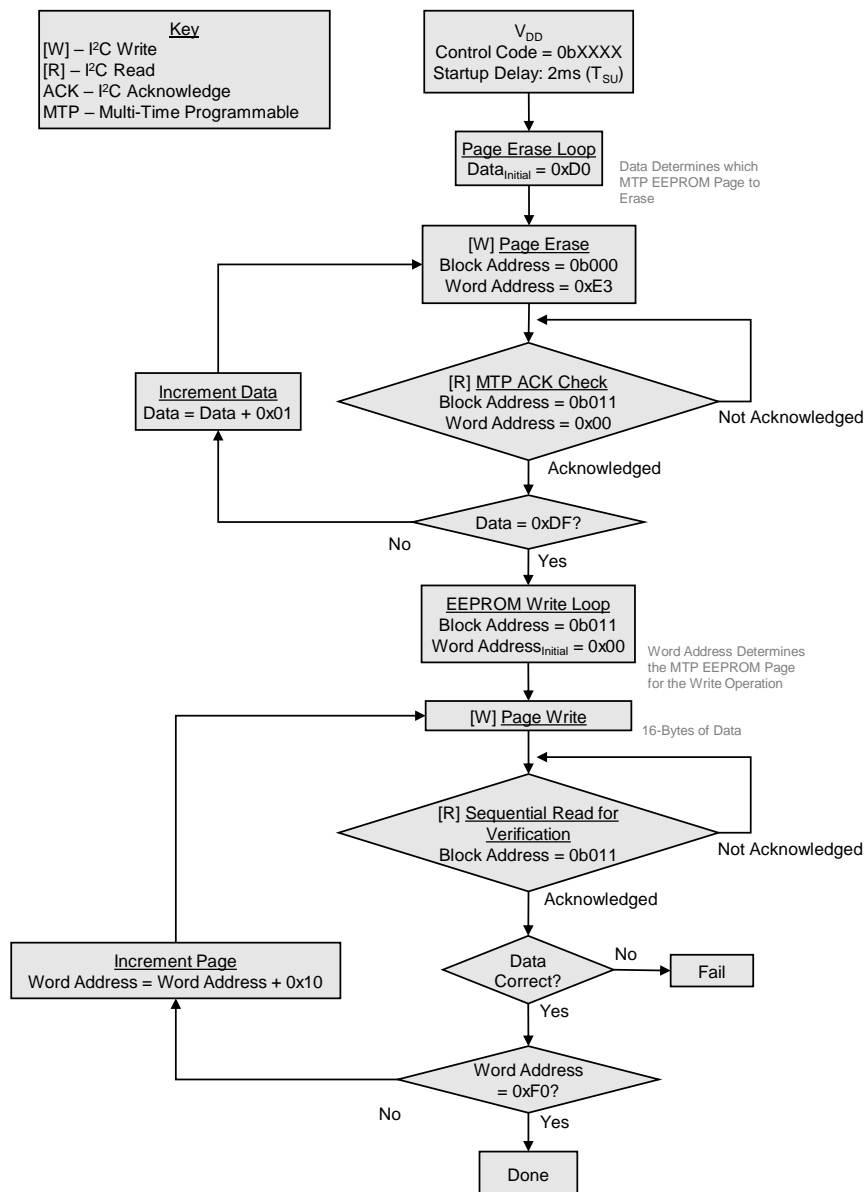 Key
[W] – I²C Write
[R] – I²C Read
ACK – I²C Acknowledge
MTP – Multi-Time Programmable
V_DD
Control Code = 0bXXXX
Startup Delay: 2ms (T_SU)
Page Erase Loop
Data_Initial = 0xD0
Data Determines which
MTP EEPROM Page to
Erase
[W] Page Erase
Block Address = 0b000
Word Address = 0xE3
[R] MTP ACK Check
Block Address = 0b011
Word Address = 0x00
Not Acknowledged
Increment Data
Data = Data + 0x01
Acknowledged
Data = 0xDF?
No
Yes
EEPROM Write Loop
Block Address = 0b011
Word Address_Initial = 0x00
Word Address Determines
the MTP EEPROM Page
for the Write Operation
[W] Page Write
16-Bytes of Data
[R] Sequential Read for
Verification
Block Address = 0b011
Not Acknowledged
Acknowledged
Increment Page
Word Address = Word Address + 0x10
Data
Correct?
No
Fail
Yes
Word Address
= 0xF0?
No
Yes
Done